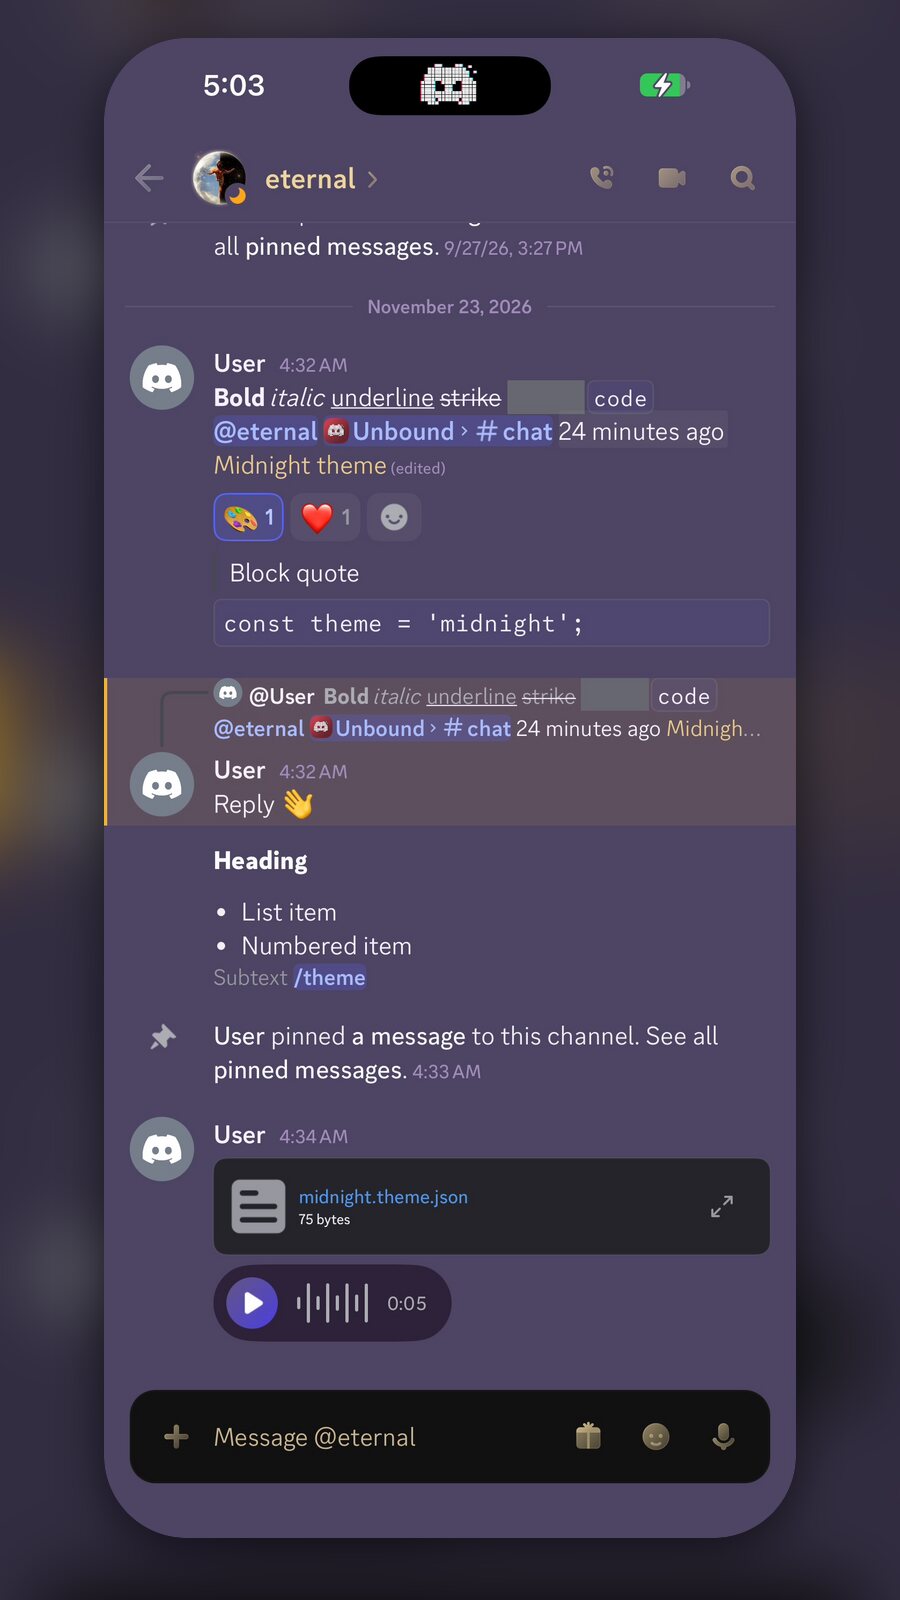 5:03
eternal
all pinned messages. 9/27/26, 3:27 PM
November 23, 2026
User 4:32 AM
Bold italic underline strike code
@eternal Unbound › # chat 24 minutes ago
Midnight theme (edited)
1 1
Block quote
const theme = 'midnight';
@User Bold italic underline strike code
@eternal Unbound › # chat 24 minutes ago Midnigh...
User 4:32 AM
Reply 👋
Heading
• List item
• Numbered item
Subtext /theme
User pinned a message to this channel. See all
pinned messages. 4:33 AM
User 4:34 AM
midnight.theme.json
75 bytes
0:05
Message @eternal